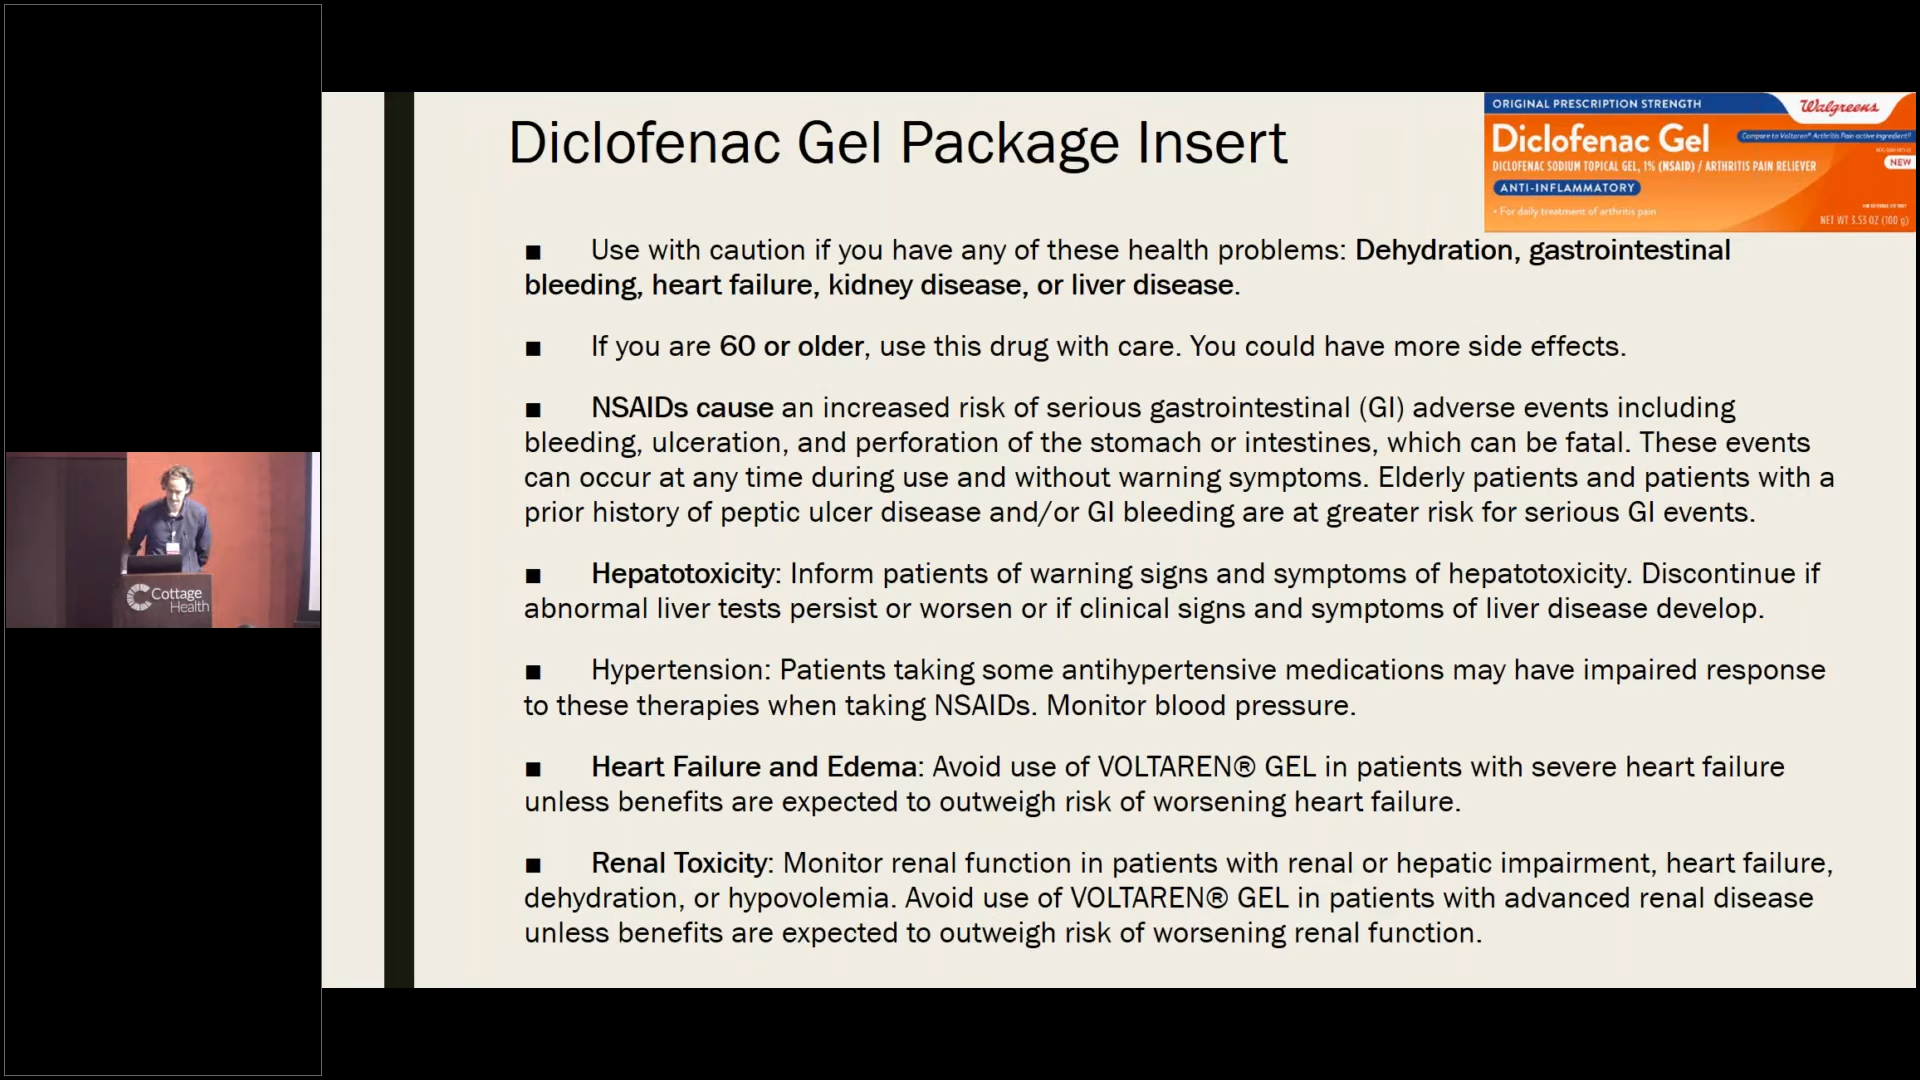 Diclofenac Gel Package Insert
ORIGINAL PRESCRIPTION STRENGTH
Walgreens
Diclofenac Gel
Compare to Voltaren® Arthritis Pain active ingredient
DICLOFENAC SODIUM TOPICAL GEL, 1% (NSAID) / ARTHRITIS PAIN RELIEVER
NEW
ANTI-INFLAMMATORY
• For daily treatment of arthritis pain
NET WT 3.53 OZ (100 g)
■ Use with caution if you have any of these health problems: Dehydration, gastrointestinal
bleeding, heart failure, kidney disease, or liver disease.
■ If you are 60 or older, use this drug with care. You could have more side effects.
■ NSAIDs cause an increased risk of serious gastrointestinal (GI) adverse events including
bleeding, ulceration, and perforation of the stomach or intestines, which can be fatal. These events
can occur at any time during use and without warning symptoms. Elderly patients and patients with a
prior history of peptic ulcer disease and/or GI bleeding are at greater risk for serious GI events.
■ Hepatotoxicity: Inform patients of warning signs and symptoms of hepatotoxicity. Discontinue if
abnormal liver tests persist or worsen or if clinical signs and symptoms of liver disease develop.
■ Hypertension: Patients taking some antihypertensive medications may have impaired response
to these therapies when taking NSAIDs. Monitor blood pressure.
■ Heart Failure and Edema: Avoid use of VOLTAREN® GEL in patients with severe heart failure
unless benefits are expected to outweigh risk of worsening heart failure.
■ Renal Toxicity: Monitor renal function in patients with renal or hepatic impairment, heart failure,
dehydration, or hypovolemia. Avoid use of VOLTAREN® GEL in patients with advanced renal disease
unless benefits are expected to outweigh risk of worsening renal function.
Cottage
Health